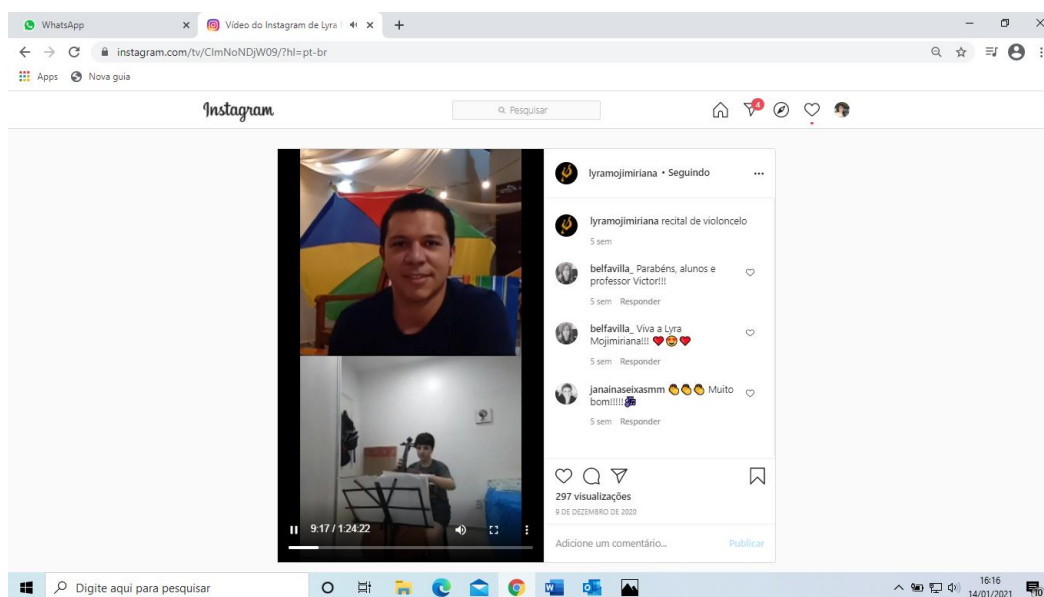 WhatsApp
Vídeo do Instagram de Lyra
instagram.com/tv/CImNoNDjW09/?hl=pt-br
Apps
Nova guia
Instagram
Pesquisar
4
lyramojimiriana • Seguindo
lyramojimiriana recital de violoncelo
5 sem
belfavilla_ Parabéns, alunos e
professor Victor!!!
5 sem Responder
belfavilla_ Viva a Lyra
Mojimiriana!!! ❤️😍❤️
5 sem Responder
janainaseixasmm 👏👏👏 Muito
bom!!!!!
5 sem Responder
297 visualizações
9 DE DEZEMBRO DE 2020
9:17 / 1:24:22
Adicione um comentário... Publicar
Digite aqui para pesquisar
16:16
14/01/2021